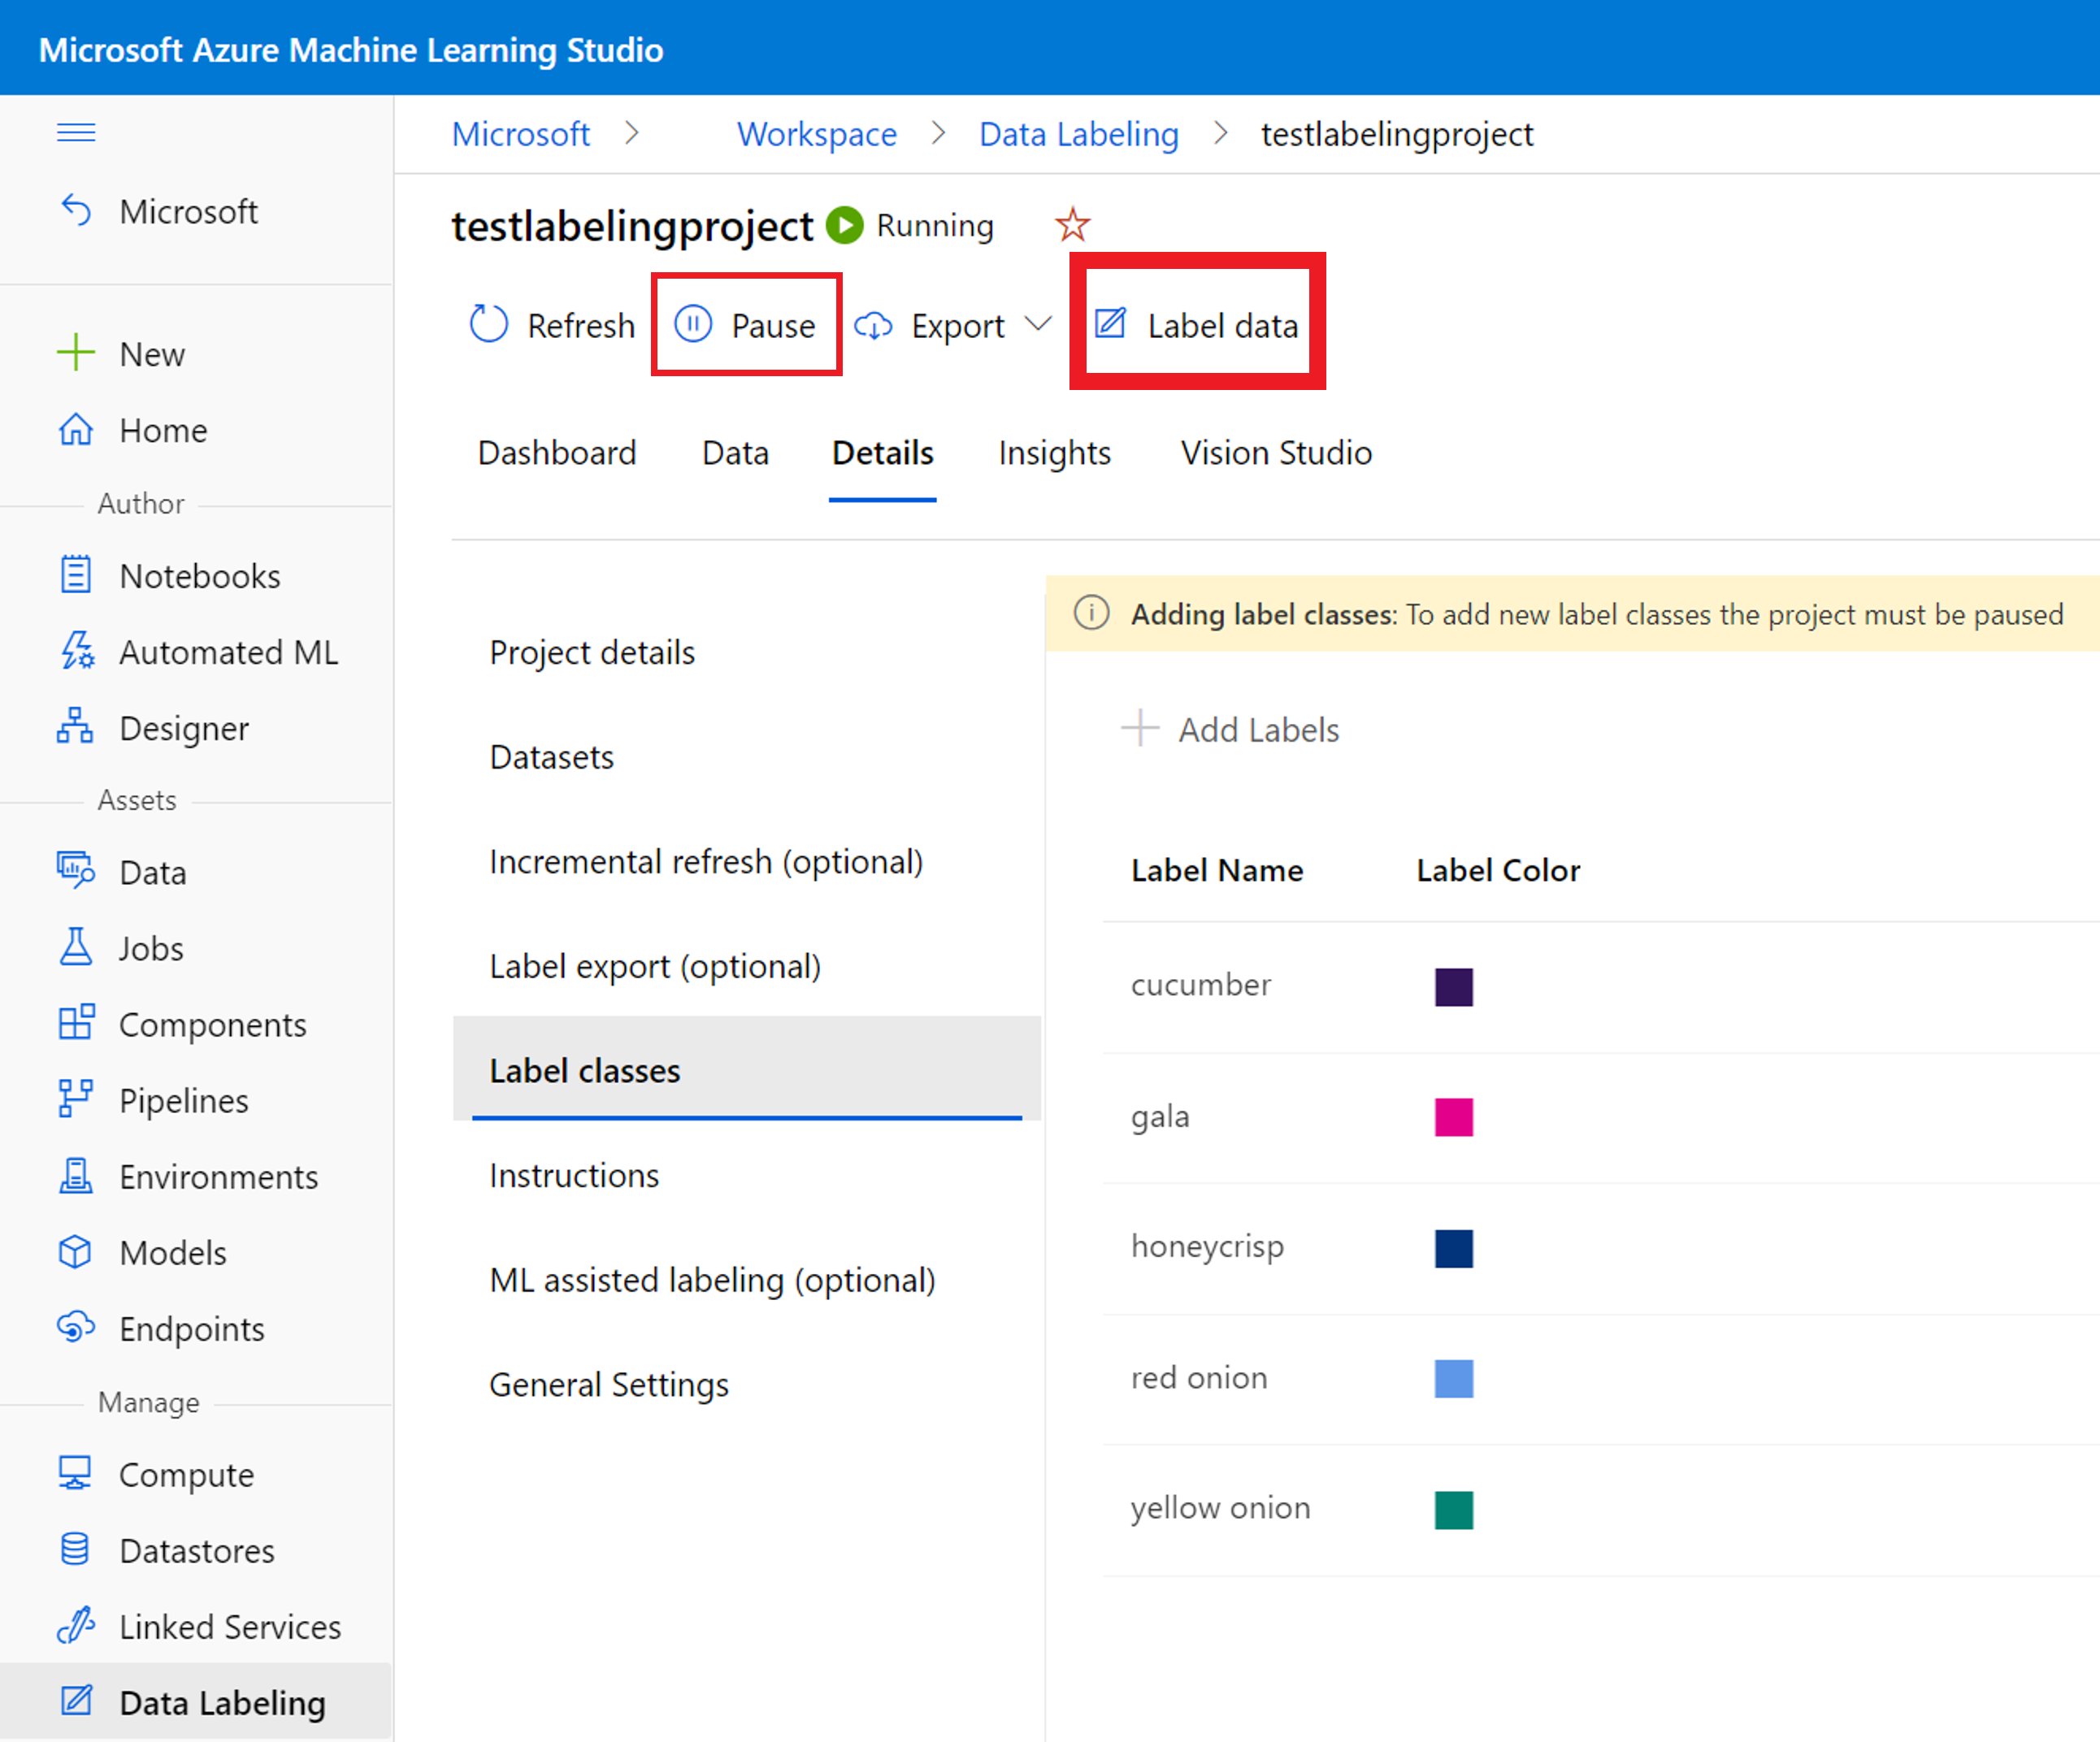 Microsoft Azure Machine Learning Studio
Microsoft > Workspace > Data Labeling > testlabelingproject
Microsoft
New
Home
Author
Notebooks
Automated ML
Designer
Assets
Data
Jobs
Components
Pipelines
Environments
Models
Endpoints
Manage
Compute
Datastores
Linked Services
Data Labeling
testlabelingproject Running
Refresh Pause Export Label data
Dashboard Data Details Insights Vision Studio
Project details
Datasets
Incremental refresh (optional)
Label export (optional)
Label classes
Instructions
ML assisted labeling (optional)
General Settings
Adding label classes: To add new label classes the project must be paused
Add Labels
Label Name Label Color
cucumber
gala
honeycrisp
red onion
yellow onion